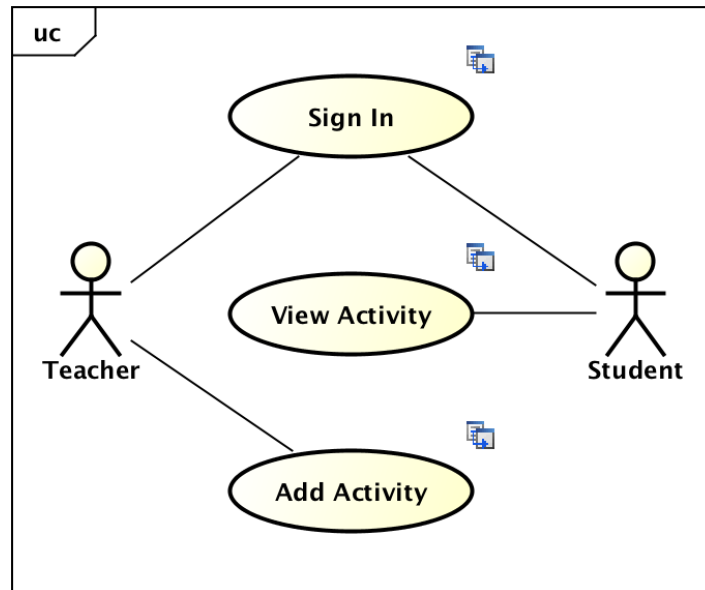 uc
Sign In
View Activity
Teacher
Student
Add Activity